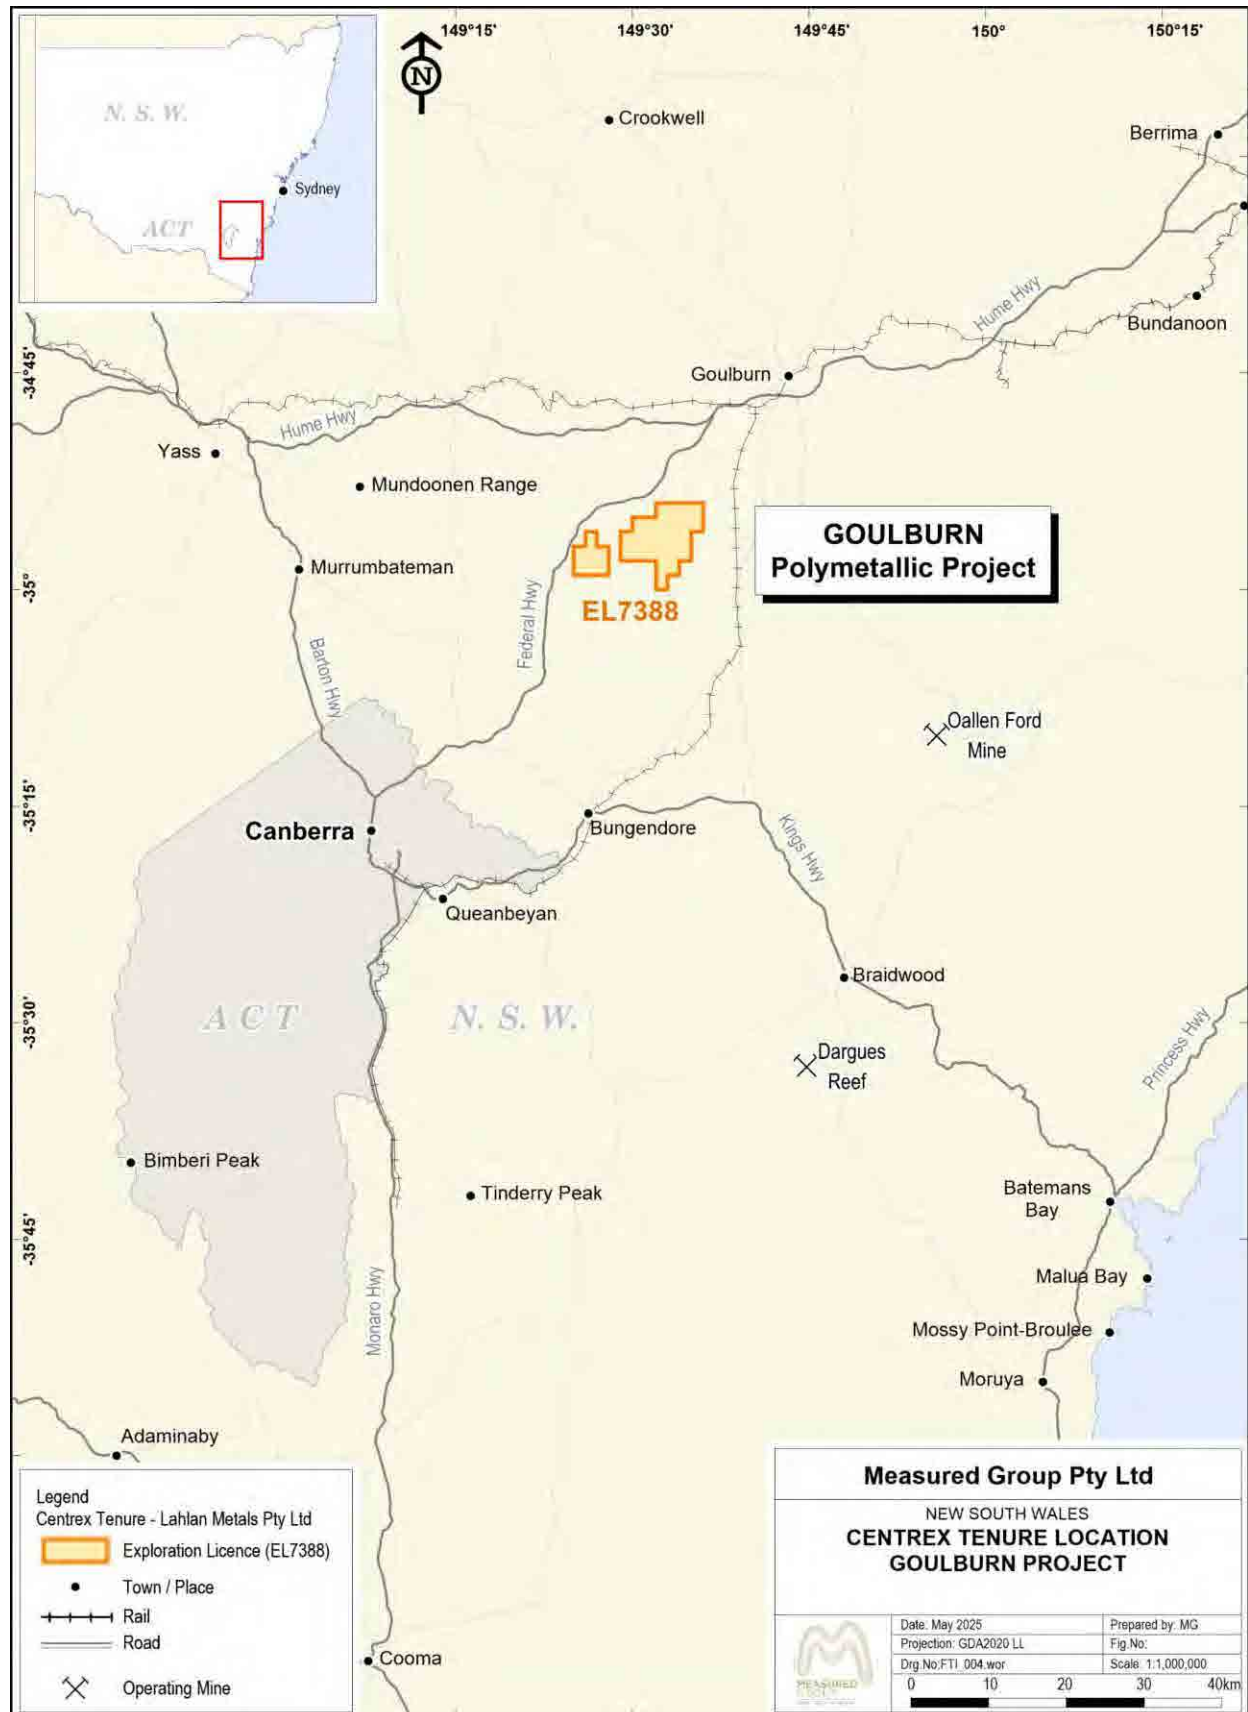 149°15'
149°30'
149°45'
150°
150°15'
N. S. W.
Sydney
ACT
N
Crookwell
Berrima
Hume Hwy
Bundanoon
-34°45'
Goulburn
Hume Hwy
Yass
Mundoonen Range
GOULBURN
Polymetallic Project
Murrumbateman
-35°
EL7388
Federal Hwy
Barton Hwy
Oallen Ford
Mine
-35°15'
Canberra
Bungendore
Kings Hwy
Queanbeyan
Braidwood
A C T
N. S. W.
-35°30'
Princess Hwy
Dargues
Reef
Bimberi Peak
Tinderry Peak
Batemans
Bay
-35°45'
Malua Bay
Monaro Hwy
Mossy Point-Broulee
Moruya
Adaminaby
Cooma
Legend
Centrex Tenure - Lahlan Metals Pty Ltd
Exploration Licence (EL7388)
Town / Place
Rail
Road
Operating Mine
Measured Group Pty Ltd
NEW SOUTH WALES
CENTREX TENURE LOCATION
GOULBURN PROJECT
Date: May 2025
Prepared by: MG
Projection: GDA2020 LL
Fig.No:
Drg.No:FTI_004.wor
Scale: 1:1,000,000
MEASURED
GROUP
0 10 20 30 40km